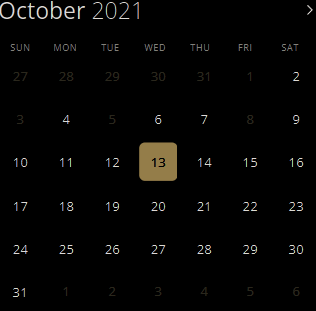 October 2021 >
SUN MON TUE WED THU FRI SAT
27 28 29 30 31 1 2
3 4 5 6 7 8 9
10 11 12 13 14 15 16
17 18 19 20 21 22 23
24 25 26 27 28 29 30
31 1 2 3 4 5 6